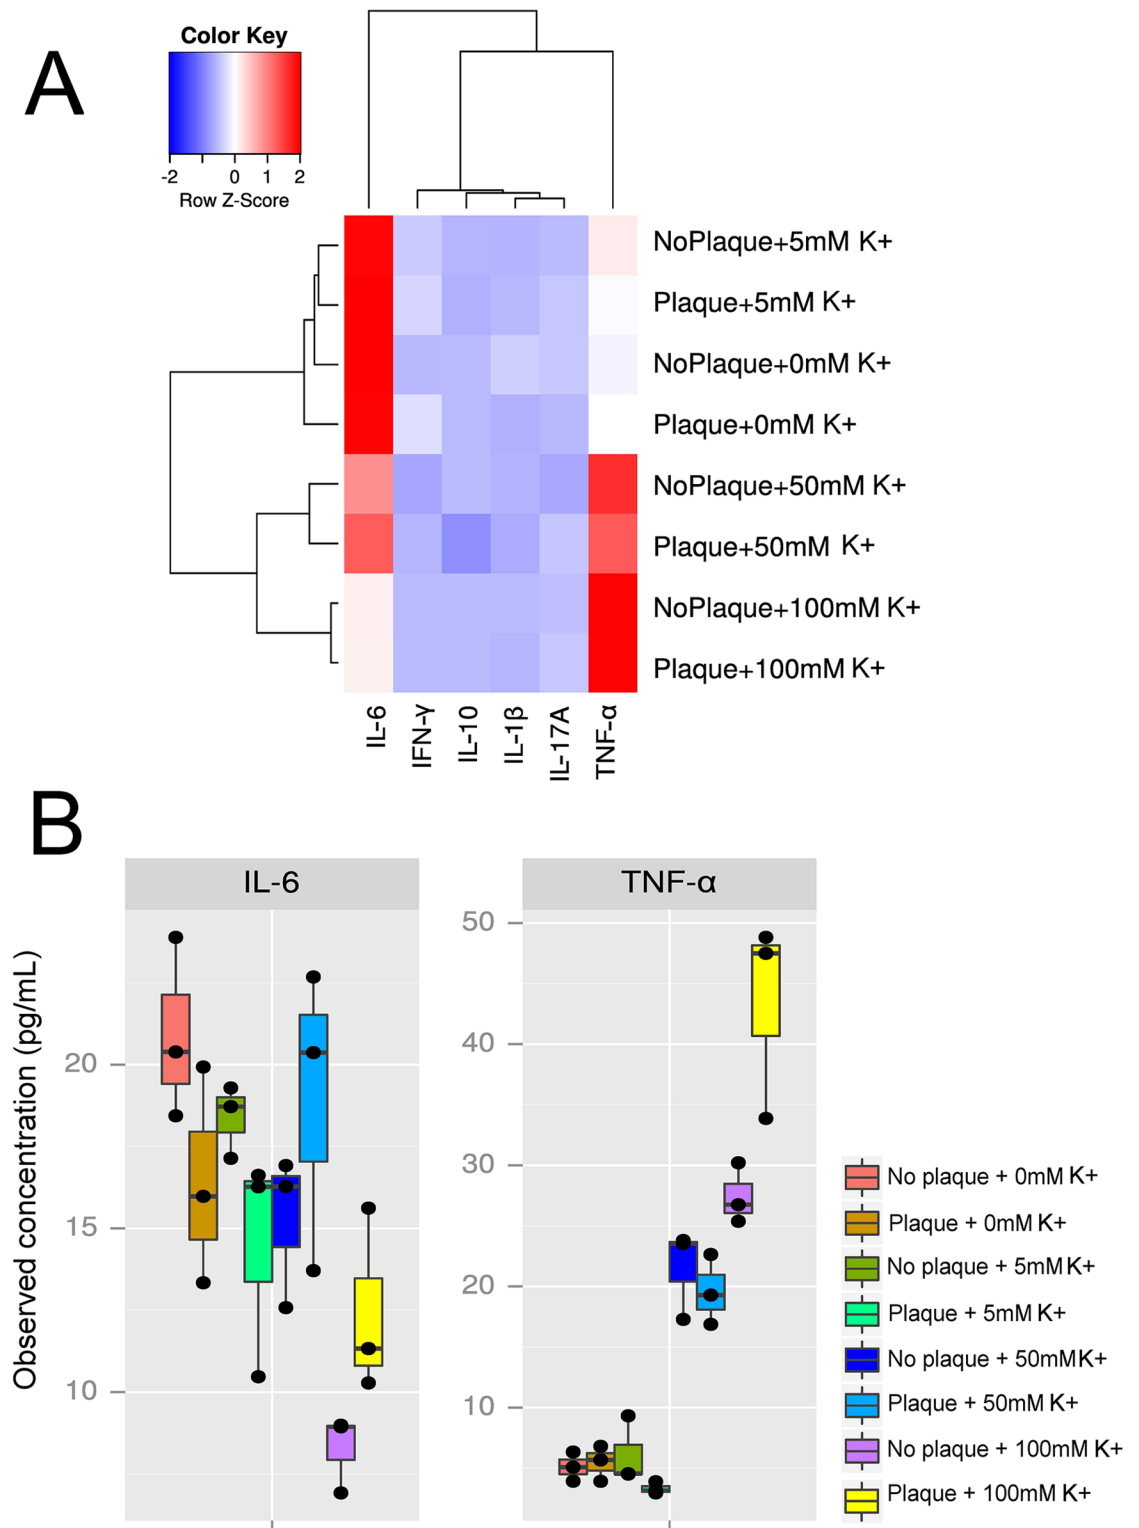 A
Color Key
-2 0 1 2
Row Z-Score
NoPlaque+5mM K+
Plaque+5mM K+
NoPlaque+0mM K+
Plaque+0mM K+
NoPlaque+50mM K+
Plaque+50mM K+
NoPlaque+100mM K+
Plaque+100mM K+
IL-6
IFN-γ
IL-10
IL-1β
IL-17A
TNF-α
B
Observed concentration (pg/mL)
IL-6
20
15
10
TNF-α
50
40
30
20
10
No plaque + 0mM K+
Plaque + 0mM K+
No plaque + 5mM K+
Plaque + 5mM K+
No plaque + 50mM K+
Plaque + 50mM K+
No plaque + 100mM K+
Plaque + 100mM K+